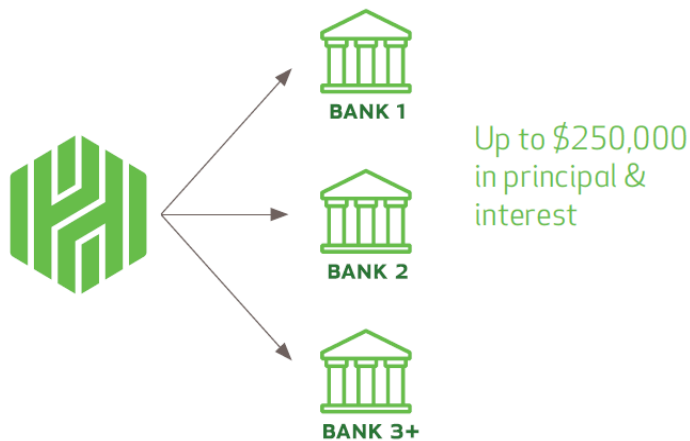 BANK 1
Up to $250,000
in principal &
interest
BANK 2
BANK 3+